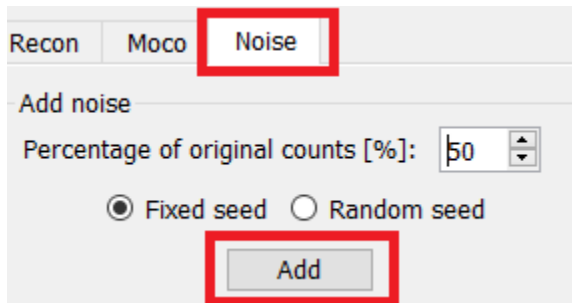 Recon Moco Noise
Add noise
Percentage of original counts [%]: 50
Fixed seed Random seed
Add